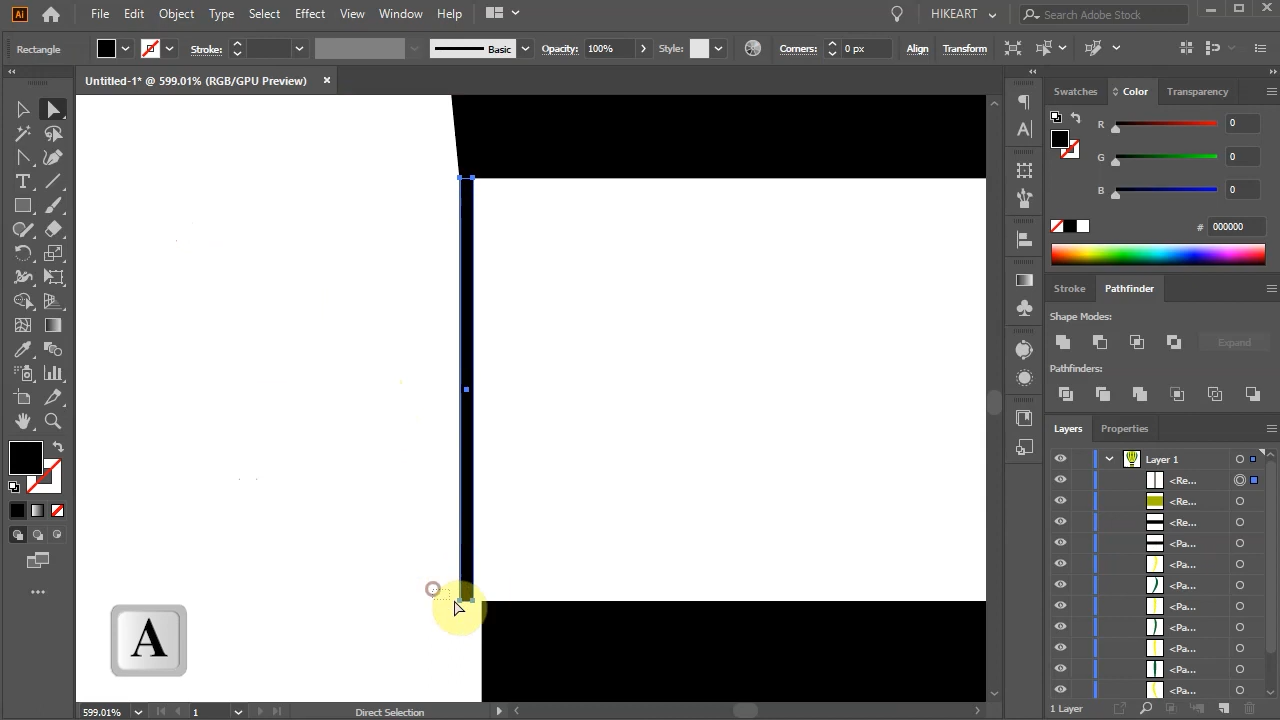 Ai File Edit Object Type Select Effect View Window Help HIKEART Search Adobe Stock
Rectangle Stroke: Basic Opacity: 100% Style: Corners: 0 px Align Transform
Untitled-1* @ 599.01% (RGB/GPU Preview) ×
Swatches Color Transparency
R 0
G 0
B 0
# 000000
Stroke Pathfinder
Shape Modes:
Expand
Pathfinders:
Layers Properties
Layer 1
<Re...
<Re...
<Re...
<Pa...
<Pa...
<Pa...
<Pa...
<Pa...
<Pa...
<Pa...
<Pa...
A
599.01% 1 Direct Selection 1 Layer